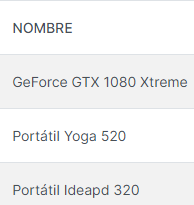 NOMBRE
GeForce GTX 1080 Xtreme
Portátil Yoga 520
Portátil Ideapd 320